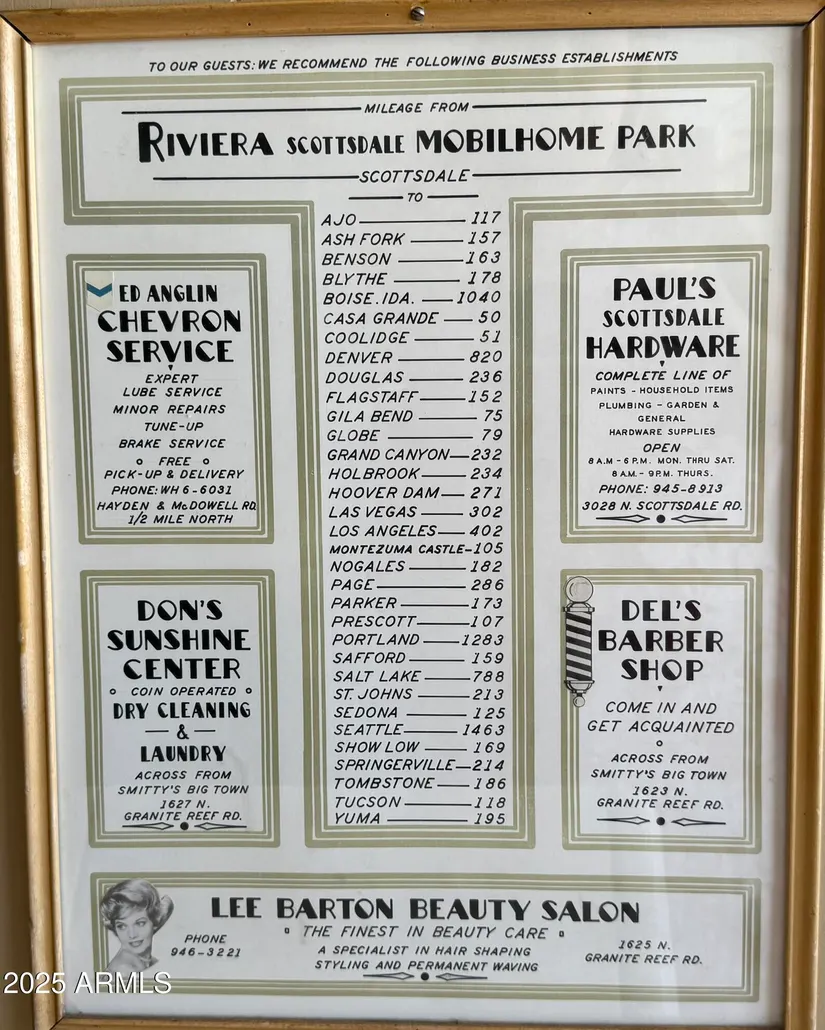 TO OUR GUESTS: WE RECOMMEND THE FOLLOWING BUSINESS ESTABLISHMENTS
MILEAGE FROM
RIVIERA SCOTTSDALE MOBILHOME PARK
SCOTTSDALE
TO
AJO 117
ASH FORK 157
BENSON 163
BLYTHE 178
BOISE. IDA. 1040
CASA GRANDE 50
COOLIDGE 51
DENVER 820
DOUGLAS 236
FLAGSTAFF 152
GILA BEND 75
GLOBE 79
GRAND CANYON 232
HOLBROOK 234
HOOVER DAM 271
LAS VEGAS 302
LOS ANGELES 402
MONTEZUMA CASTLE 105
NOGALES 182
PAGE 286
PARKER 173
PRESCOTT 107
PORTLAND 1283
SAFFORD 159
SALT LAKE 788
ST. JOHNS 213
SEDONA 125
SEATTLE 1463
SHOW LOW 169
SPRINGERVILLE 214
TOMBSTONE 186
TUCSON 118
YUMA 195
ED ANGLIN
CHEVRON
SERVICE
EXPERT
LUBE SERVICE
MINOR REPAIRS
TUNE-UP
BRAKE SERVICE
FREE
PICK-UP & DELIVERY
PHONE: WH 6-6031
HAYDEN & McDOWELL RD.
1/2 MILE NORTH
DON'S
SUNSHINE
CENTER
COIN OPERATED
DRY CLEANING
&
LAUNDRY
ACROSS FROM
SMITTY'S BIG TOWN
1627 N.
GRANITE REEF RD.
PAUL'S
SCOTTSDALE
HARDWARE
COMPLETE LINE OF
PAINTS - HOUSEHOLD ITEMS
PLUMBING - GARDEN &
GENERAL
HARDWARE SUPPLIES
OPEN
8 A.M - 6 P.M. MON. THRU SAT.
8 A.M. - 9 P.M. THURS.
PHONE: 945-8913
3028 N. SCOTTSDALE RD.
DEL'S
BARBER
SHOP
COME IN AND
GET ACQUAINTED
ACROSS FROM
SMITTY'S BIG TOWN
1623 N.
GRANITE REEF RD.
LEE BARTON BEAUTY SALON
THE FINEST IN BEAUTY CARE
PHONE
946-3221
A SPECIALIST IN HAIR SHAPING
STYLING AND PERMANENT WAVING
1625 N.
GRANITE REEF RD.
2025 ARMLS